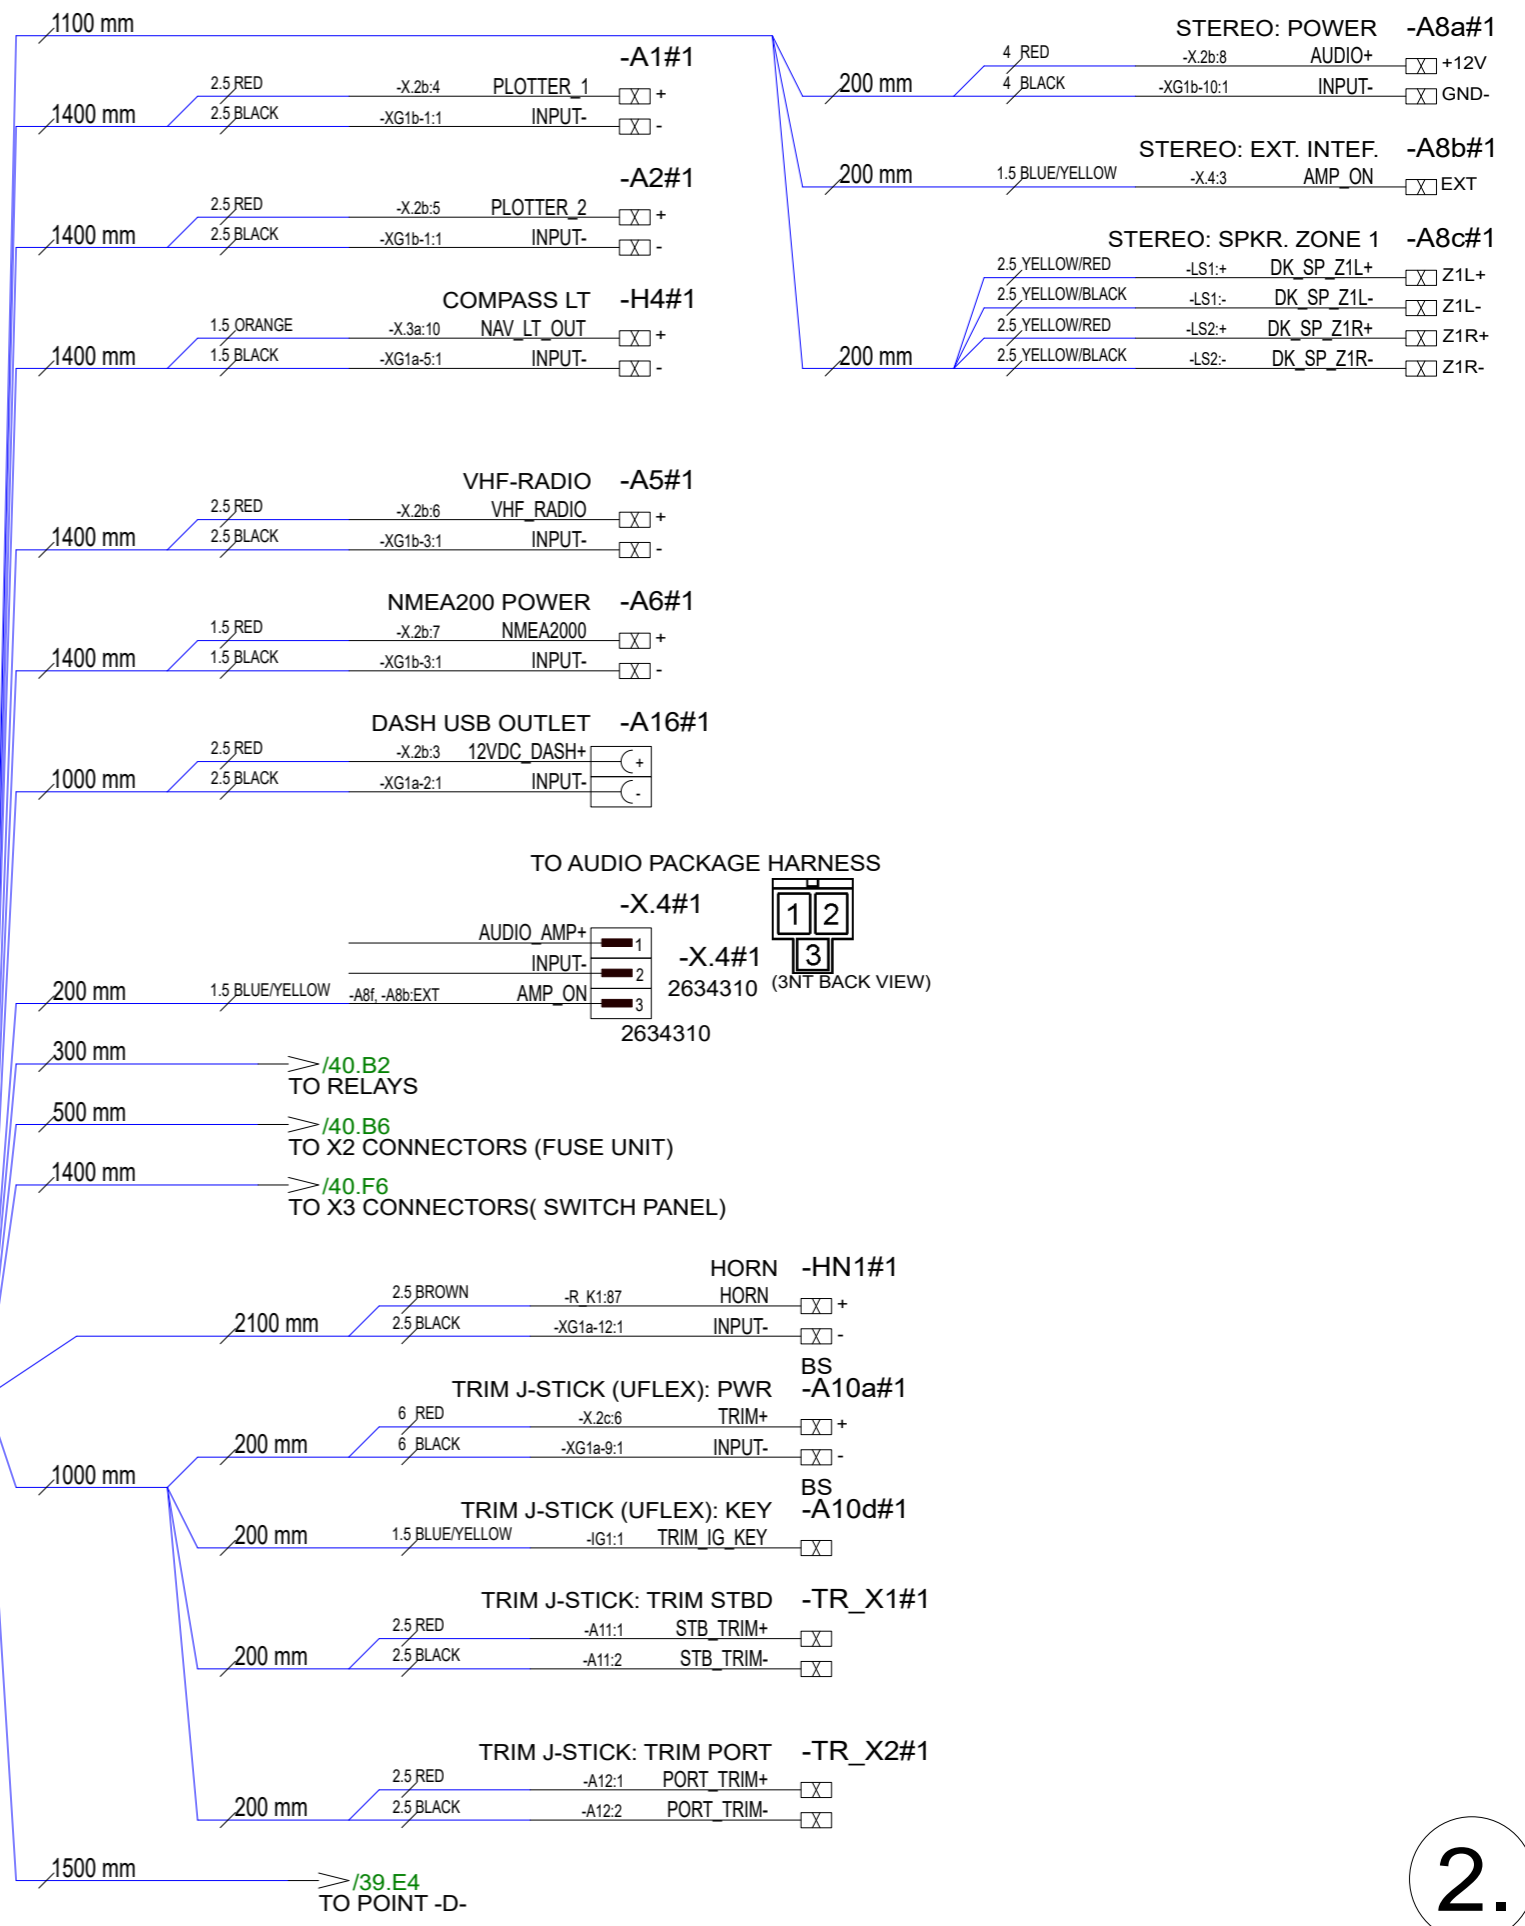 1100 mm
STEREO: POWER -A8a#1
4 RED -X.2b:8 AUDIO+ X +12V
200 mm 4 BLACK -XG1b-10:1 INPUT- X GND-
-A1#1
2.5 RED -X.2b:4 PLOTTER_1 X +
1400 mm 2.5 BLACK -XG1b-1:1 INPUT- X -
STEREO: EXT. INTEF. -A8b#1
200 mm 1.5 BLUE/YELLOW -X.4:3 AMP_ON X EXT
-A2#1
2.5 RED -X.2b:5 PLOTTER_2 X +
1400 mm 2.5 BLACK -XG1b-1:1 INPUT- X -
STEREO: SPKR. ZONE 1 -A8c#1
2.5 YELLOW/RED -LS1:+ DK_SP_Z1L+ X Z1L+
2.5 YELLOW/BLACK -LS1:- DK_SP_Z1L- X Z1L-
2.5 YELLOW/RED -LS2:+ DK_SP_Z1R+ X Z1R+
200 mm 2.5 YELLOW/BLACK -LS2:- DK_SP_Z1R- X Z1R-
COMPASS LT -H4#1
1.5 ORANGE -X.3a:10 NAV_LT_OUT X +
1400 mm 1.5 BLACK -XG1a-5:1 INPUT- X -
VHF-RADIO -A5#1
2.5 RED -X.2b:6 VHF_RADIO X +
1400 mm 2.5 BLACK -XG1b-3:1 INPUT- X -
NMEA200 POWER -A6#1
1.5 RED -X.2b:7 NMEA2000 X +
1400 mm 1.5 BLACK -XG1b-3:1 INPUT- X -
DASH USB OUTLET -A16#1
2.5 RED -X.2b:3 12VDC_DASH+ +
1000 mm 2.5 BLACK -XG1a-2:1 INPUT- -
TO AUDIO PACKAGE HARNESS
-X.4#1
1 2
3
(3NT BACK VIEW)
AUDIO_AMP+ 1
INPUT- 2
-X.4#1
2634310
200 mm 1.5 BLUE/YELLOW -A8f, -A8b:EXT AMP_ON 3
2634310
300 mm /40.B2
TO RELAYS
500 mm /40.B6
TO X2 CONNECTORS (FUSE UNIT)
1400 mm /40.F6
TO X3 CONNECTORS( SWITCH PANEL)
HORN -HN1#1
2.5 BROWN -R_K1:87 HORN X +
2100 mm 2.5 BLACK -XG1a-12:1 INPUT- X -
BS
TRIM J-STICK (UFLEX): PWR -A10a#1
6 RED -X.2c:6 TRIM+ X +
200 mm 6 BLACK -XG1a-9:1 INPUT- X -
1000 mm
BS
TRIM J-STICK (UFLEX): KEY -A10d#1
200 mm 1.5 BLUE/YELLOW -IG1:1 TRIM_IG_KEY X
TRIM J-STICK: TRIM STBD -TR_X1#1
2.5 RED -A11:1 STB_TRIM+ X
200 mm 2.5 BLACK -A11:2 STB_TRIM- X
TRIM J-STICK: TRIM PORT -TR_X2#1
2.5 RED -A12:1 PORT_TRIM+ X
200 mm 2.5 BLACK -A12:2 PORT_TRIM- X
1500 mm /39.E4
TO POINT -D-
2.